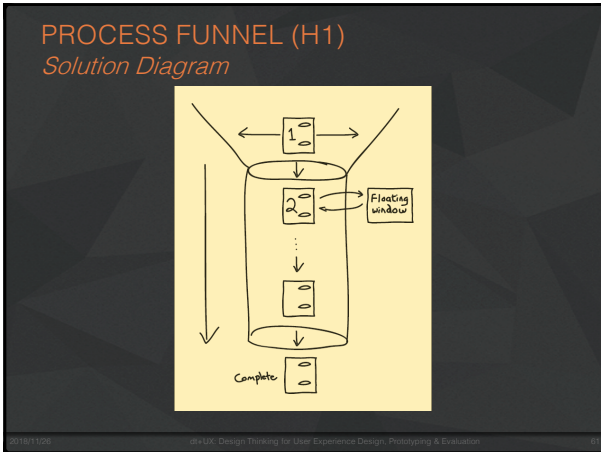 PROCESS FUNNEL (H1)
Solution Diagram
1
2
Floating
window
Complete
2018/11/26
dt+UX: Design Thinking for User Experience Design, Prototyping & Evaluation
61